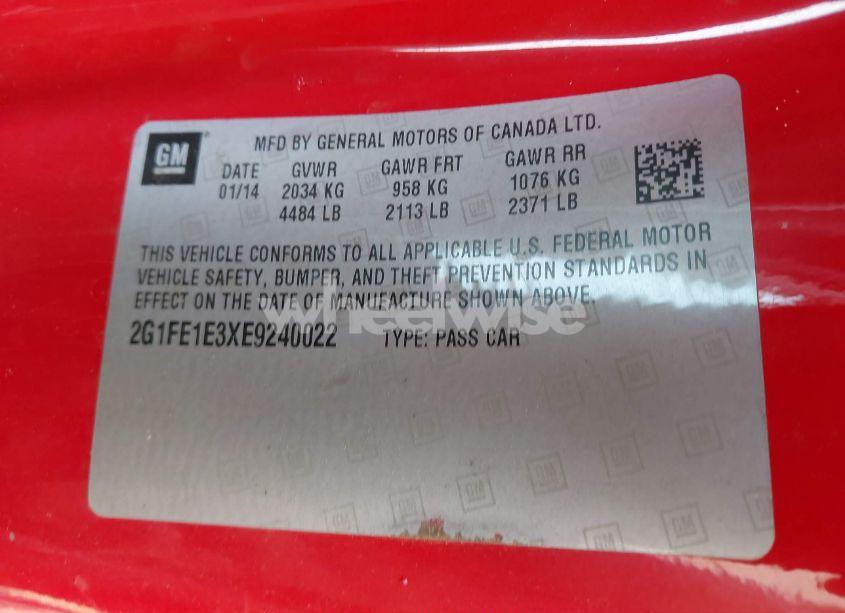 GM
MFD BY GENERAL MOTORS OF CANADA LTD.
DATE GVWR GAWR FRT GAWR RR
01/14 2034 KG 958 KG 1076 KG
4484 LB 2113 LB 2371 LB
THIS VEHICLE CONFORMS TO ALL APPLICABLE U.S. FEDERAL MOTOR
VEHICLE SAFETY, BUMPER, AND THEFT PREVENTION STANDARDS IN
EFFECT ON THE DATE OF MANUFACTURE SHOWN ABOVE.
wheelwise
2G1FE1E3XE9240022 TYPE: PASS CAR